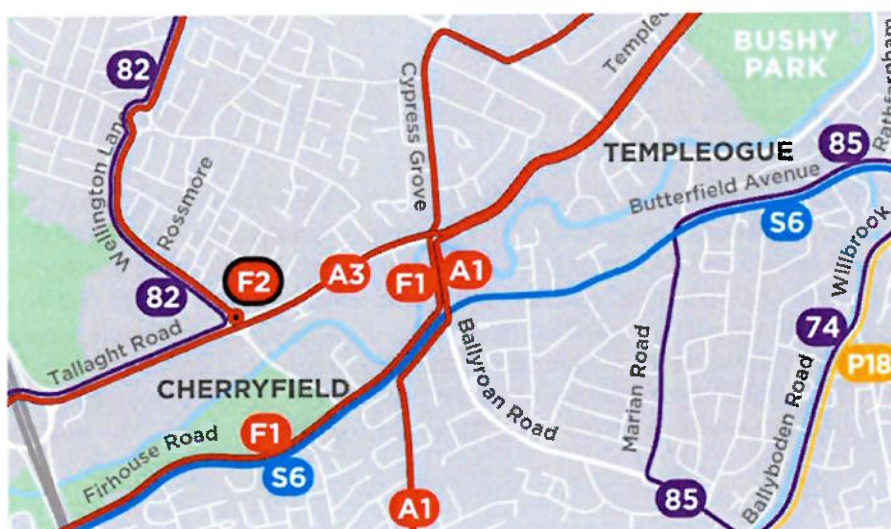 82
Wellington Lane
Rossmore
82
F2
Tallaght Road
A3
Cypress Grove
BUSHY
PARK
TEMPLEOGUE
85
Butterfield Avenue
S6
F1
A1
Willbrook
74
P18
CHERRYFIELD
Ballyroan Road
Marian Road
Ballyboden Road
Firhouse Road
F1
S6
A1
85